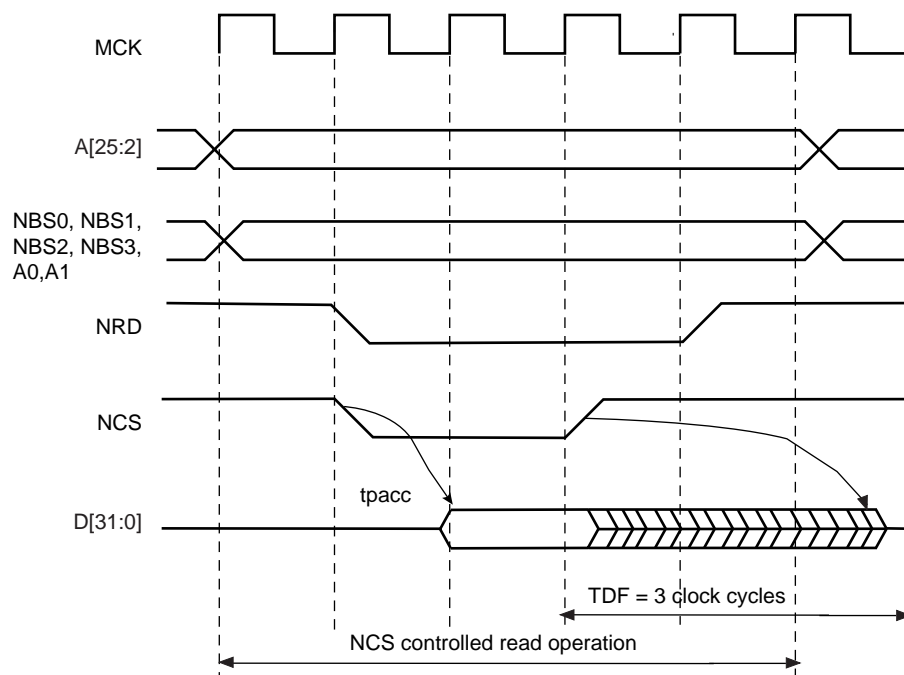 MCK
A[25:2]
NBS0, NBS1,
NBS2, NBS3,
A0,A1
NRD
NCS
tpacc
D[31:0]
TDF = 3 clock cycles
NCS controlled read operation